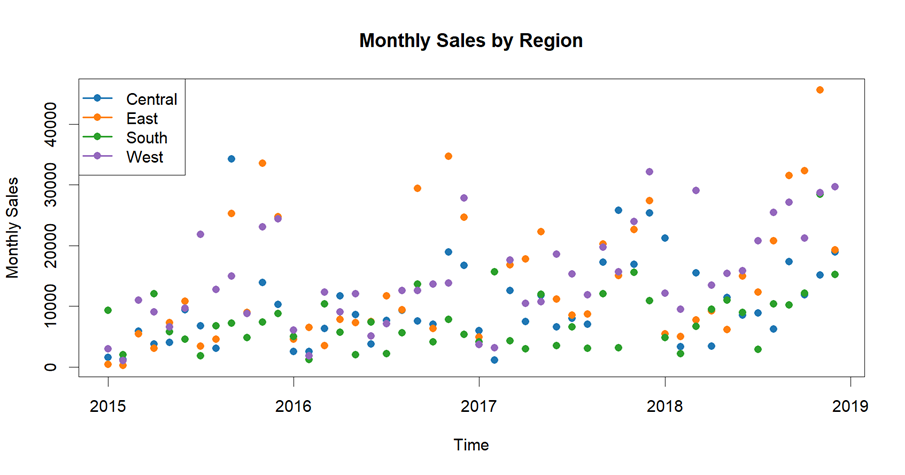 Monthly Sales by Region
Central
East
South
West
Monthly Sales
40000
30000
20000
10000
0
2015 2016 2017 2018 2019
Time